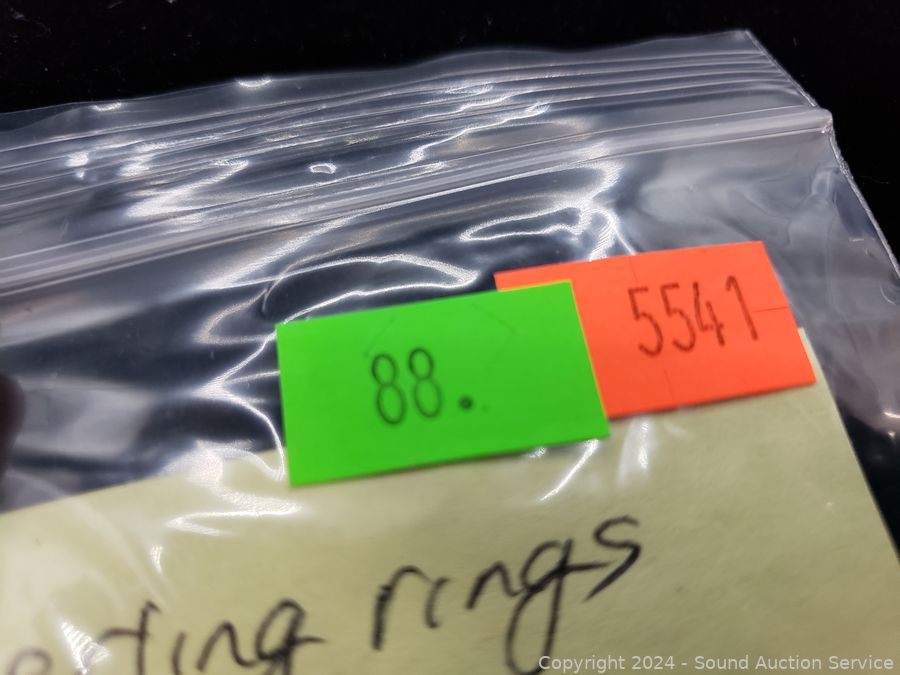 5541
88.
rings
Copyright © 2024 - Sound Auction Service